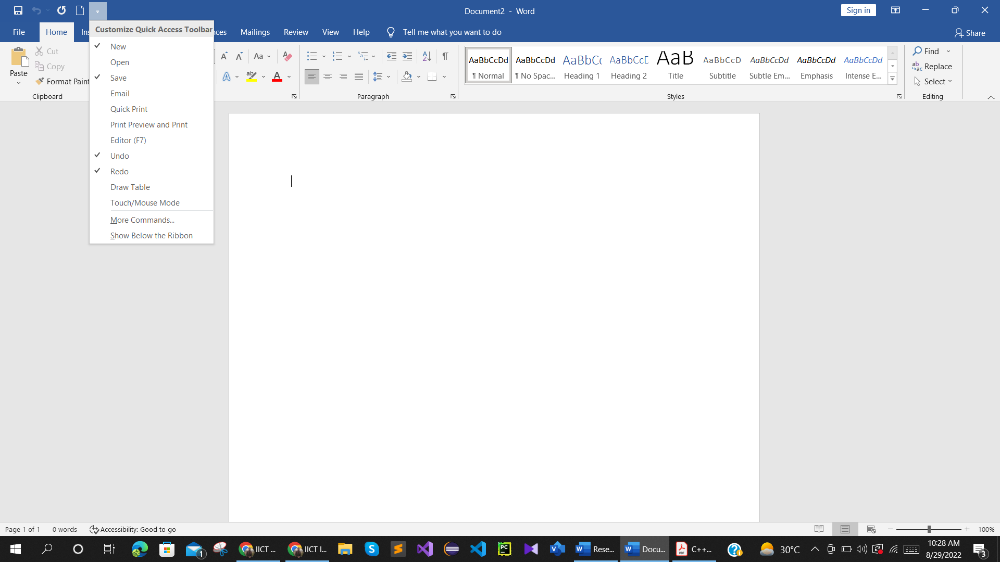 Document2 - Word
Sign in
File
Home
Ins
nces
Mailings
Review
View
Help
Tell me what you want to do
Share
Customize Quick Access Toolbar
New
Open
Save
Email
Quick Print
Print Preview and Print
Editor (F7)
Undo
Redo
Draw Table
Touch/Mouse Mode
More Commands...
Show Below the Ribbon
Paste
Cut
Copy
Format Paint
Clipboard
Aa
Paragraph
AaBbCcDd
¶ Normal
AaBbCcDd
¶ No Spac...
AaBbCc
Heading 1
AaBbCcD
Heading 2
AaB
Title
AaBbCcD
Subtitle
AaBbCcDd
Subtle Em...
AaBbCcDd
Emphasis
AaBbCcDd
Intense E...
Styles
Find
Replace
Select
Editing
Page 1 of 1
0 words
Accessibility: Good to go
100%
1
IICT ...
IICT I...
Rese...
Docu...
C++...
30°C
10:28 AM
8/29/2022
3